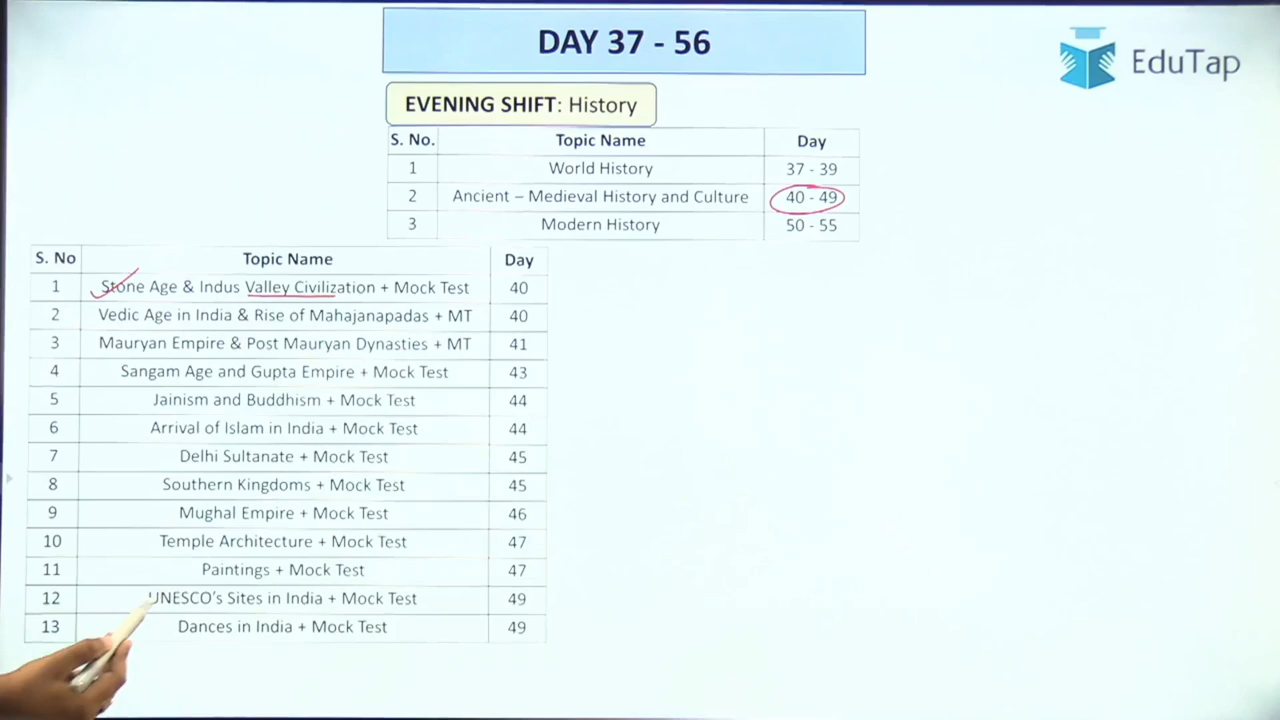 DAY 37 - 56
EduTap
EVENING SHIFT: History
S. No. Topic Name Day
1 World History 37 - 39
2 Ancient – Medieval History and Culture 40 - 49
3 Modern History 50 - 55
S. No Topic Name Day
1 Stone Age & Indus Valley Civilization + Mock Test 40
2 Vedic Age in India & Rise of Mahajanapadas + MT 40
3 Mauryan Empire & Post Mauryan Dynasties + MT 41
4 Sangam Age and Gupta Empire + Mock Test 43
5 Jainism and Buddhism + Mock Test 44
6 Arrival of Islam in India + Mock Test 44
7 Delhi Sultanate + Mock Test 45
8 Southern Kingdoms + Mock Test 45
9 Mughal Empire + Mock Test 46
10 Temple Architecture + Mock Test 47
11 Paintings + Mock Test 47
12 UNESCO's Sites in India + Mock Test 49
13 Dances in India + Mock Test 49